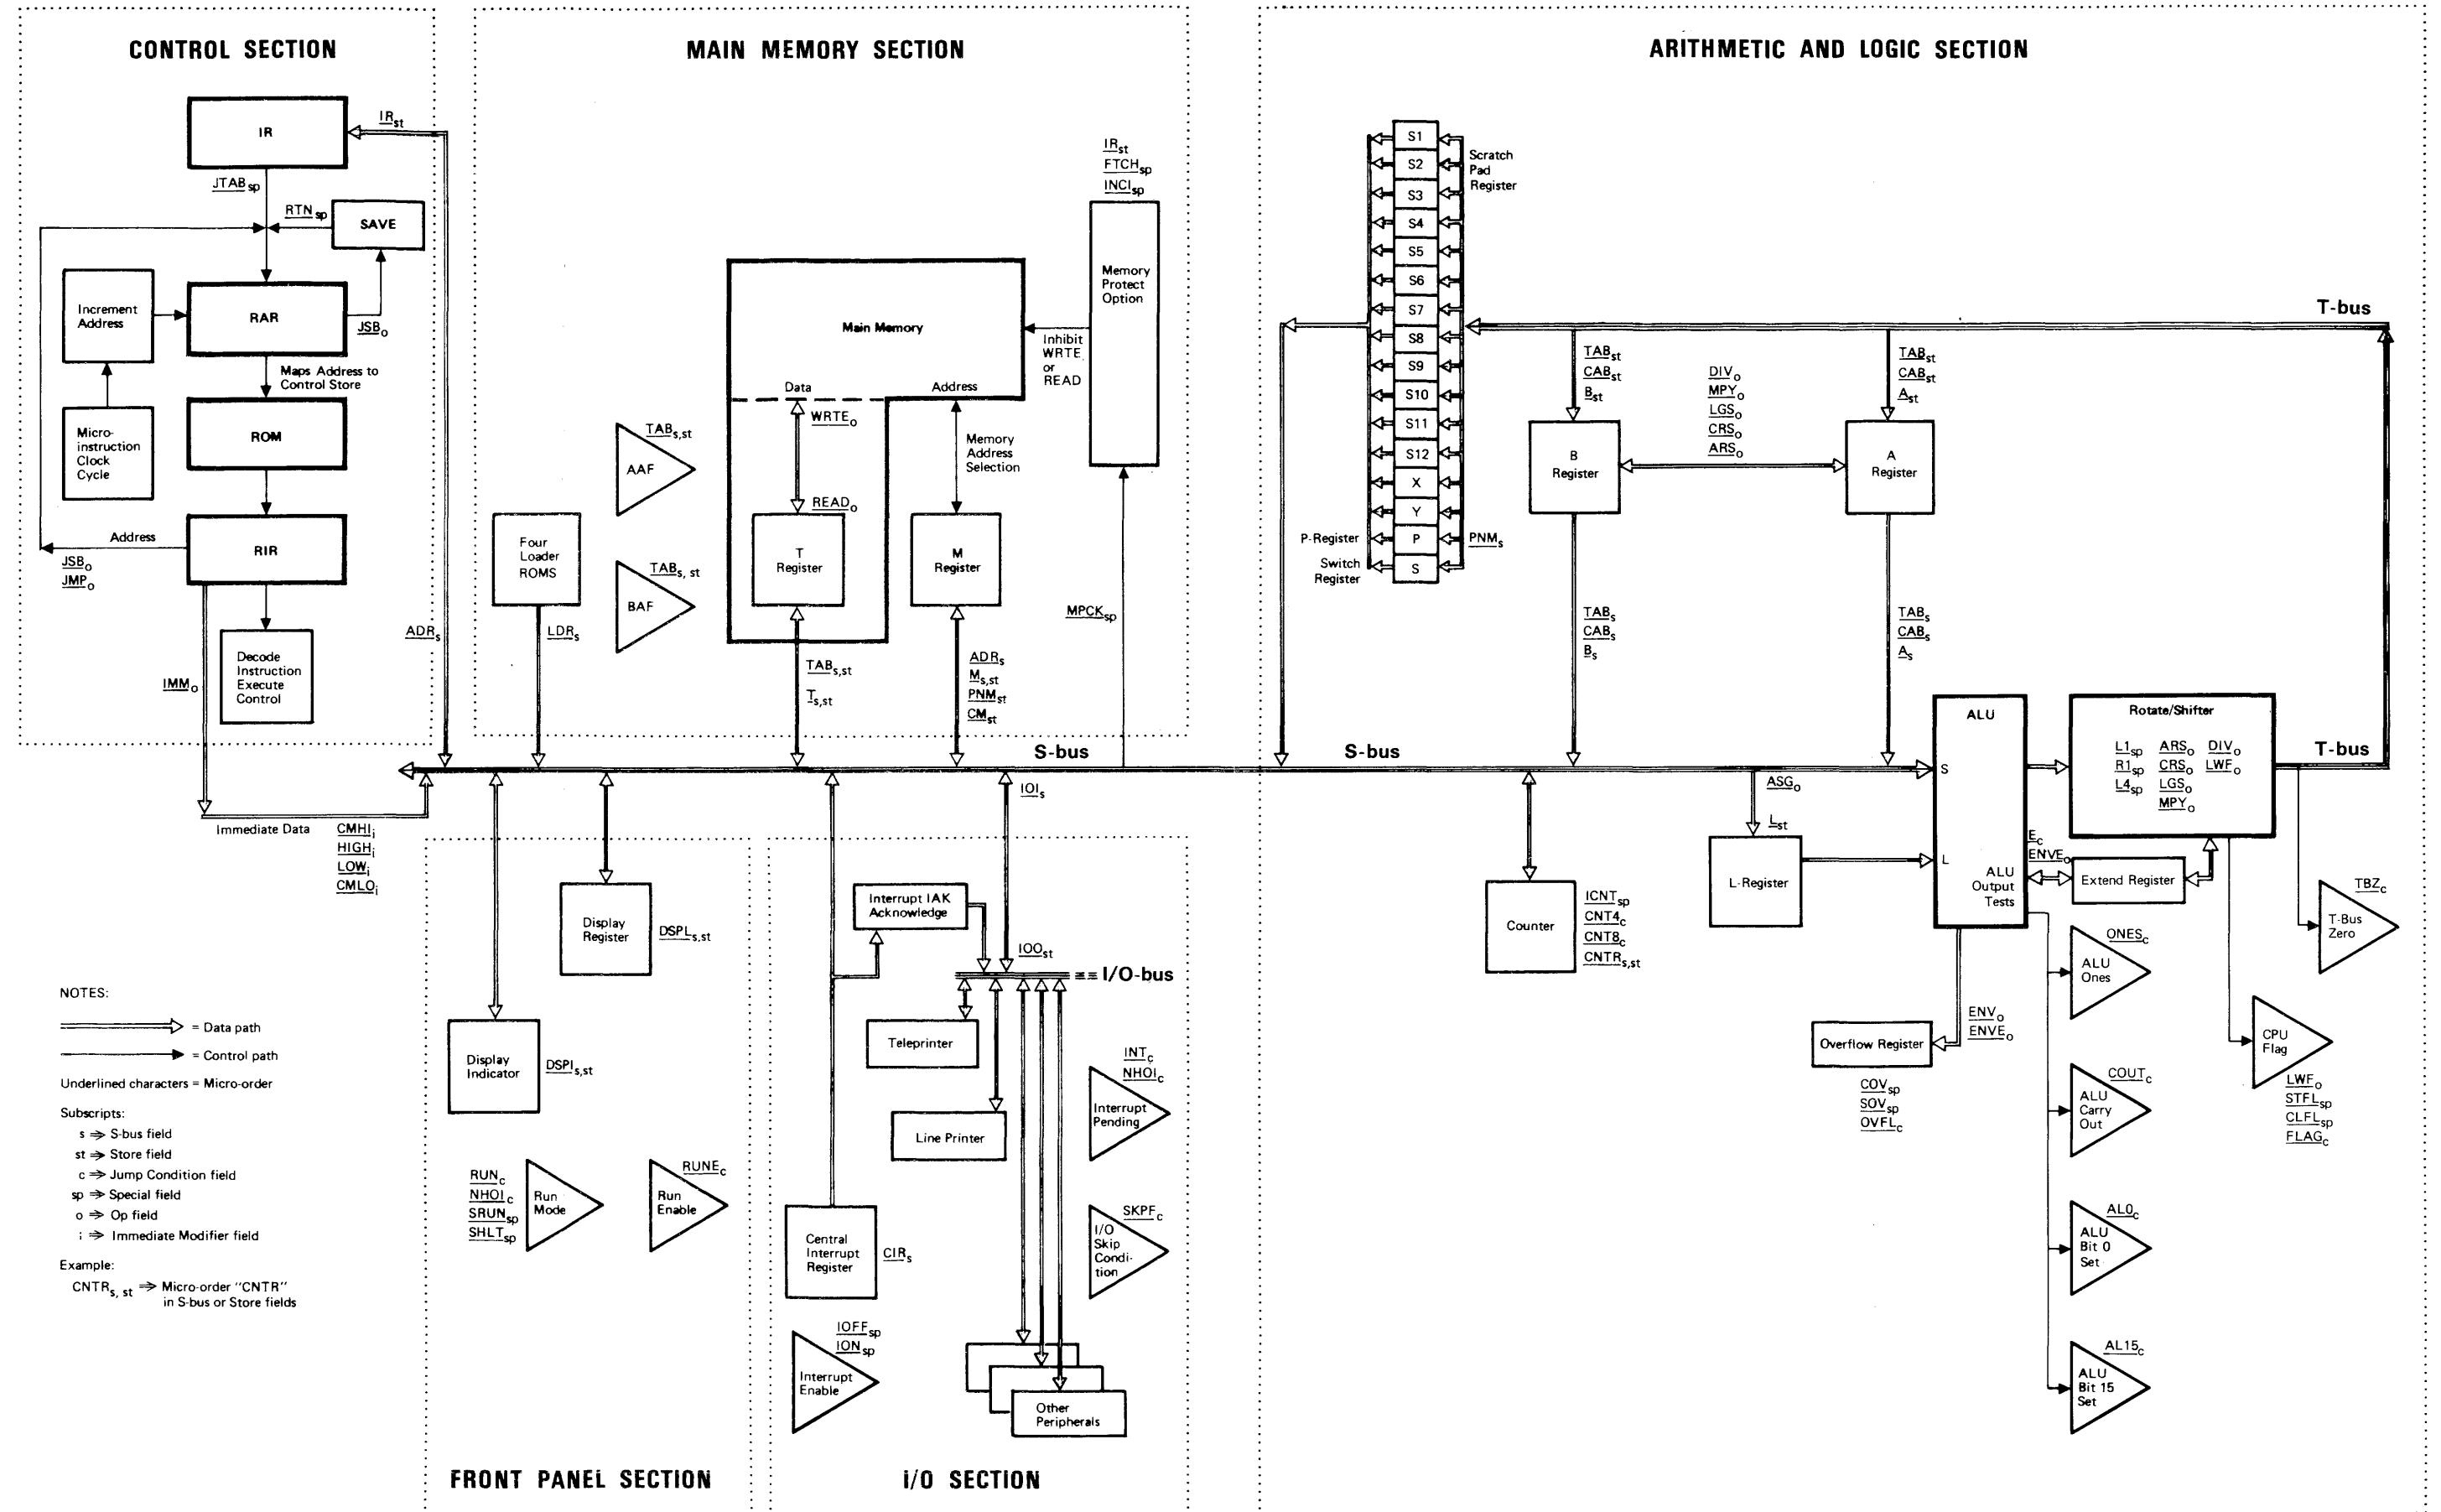 CONTROL SECTION
IR
IRst
JTABsp
RTNsp
SAVE
Increment
Address
RAR
JSBo
Maps Address to
Control Store
Micro-
instruction
Clock
Cycle
ROM
RIR
Address
JSBo
JMPo
Decode
Instruction
Execute
Control
IMMo
ADRs
Immediate Data
CMHIi
HIGHi
LOWi
CMLOi
MAIN MEMORY SECTION
IRst
FTCHsp
INCIsp
Memory
Protect
Option
Main Memory
Inhibit
WRTE
or
READ
Data
Address
WRTEo
READo
Memory
Address
Selection
TABs,st
AAF
TABs, st
BAF
Four
Loader
ROMS
LDRs
T
Register
M
Register
TABs,st
Ts,st
ADRs
Ms,st
PNMst
CMst
MPCKsp
S-bus
ARITHMETIC AND LOGIC SECTION
S1
S2
S3
S4
S5
S6
S7
S8
S9
S10
S11
S12
X
Y
P
S
Scratch
Pad
Register
P-Register
Switch
Register
PNMs
T-bus
TABst
CABst
Bst
DIVo
MPYo
LGSo
CRSo
ARSo
TABst
CABst
Ast
B
Register
A
Register
TABs
CABs
Bs
TABs
CABs
As
S-bus
ASGo
Lst
L-Register
Counter
ICNTsp
CNT4c
CNT8c
CNTRs,st
ALU
S
L
ALU
Output
Tests
Rotate/Shifter
L1sp ARSo DIVo
R1sp CRSo LWFo
L4sp LGSo
MPYo
T-bus
Ec
ENVEo
Extend Register
TBZc
T-Bus
Zero
ONESc
ALU
Ones
CPU
Flag
LWFo
STFLsp
CLFLsp
FLAGc
ENVo
ENVEo
Overflow Register
COVsp
SOVsp
OVFLc
COUTc
ALU
Carry
Out
AL0c
ALU
Bit 0
Set
AL15c
ALU
Bit 15
Set
Display
Register
DSPLs,st
Display
Indicator
DSPIs,st
RUNc
NHOIc
SRUNsp
SHLTsp
Run
Mode
RUNEc
Run
Enable
FRONT PANEL SECTION
IOIs
Interrupt IAK
Acknowledge
IOOst
== I/O-bus
Teleprinter
Line Printer
INTc
NHOIc
Interrupt
Pending
Central
Interrupt
Register
CIRs
SKPFc
I/O
Skip
Condi-
tion
IOFFsp
IONsp
Interrupt
Enable
Other
Peripherals
I/O SECTION
NOTES:
= Data path
= Control path
Underlined characters = Micro-order
Subscripts:
s ⇒ S-bus field
st ⇒ Store field
c ⇒ Jump Condition field
sp ⇒ Special field
o ⇒ Op field
i ⇒ Immediate Modifier field
Example:
CNTRs, st ⇒ Micro-order "CNTR"
in S-bus or Store fields